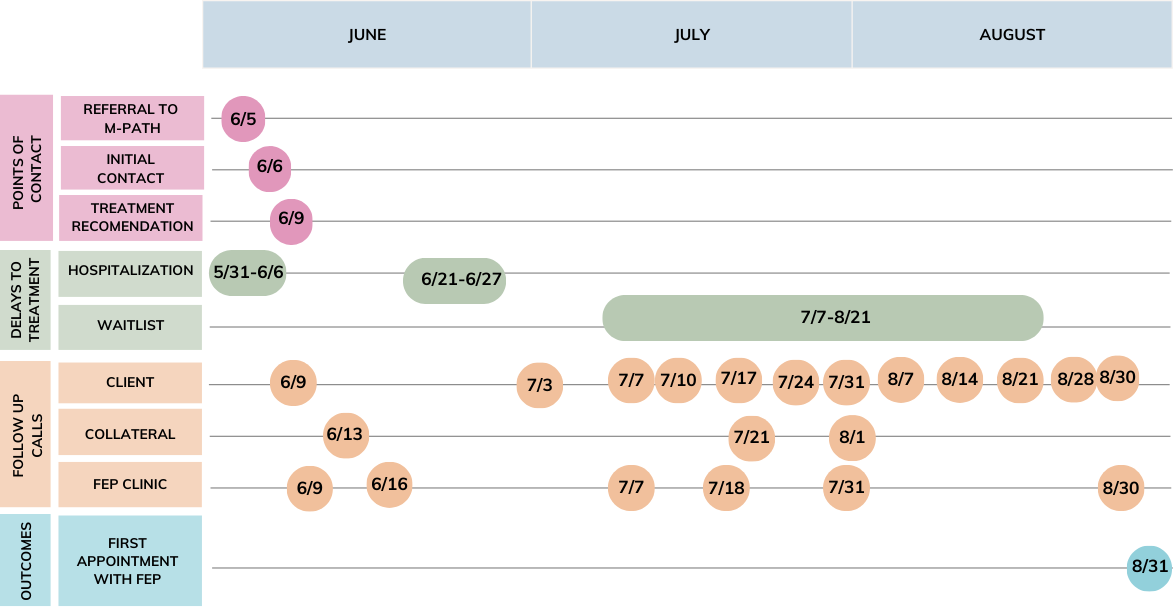 JUNE
JULY
AUGUST
POINTS OF
CONTACT
REFERRAL TO
M-PATH
6/5
INITIAL
CONTACT
6/6
TREATMENT
RECOMENDATION
6/9
DELAYS TO
TREATMENT
HOSPITALIZATION
5/31-6/6
6/21-6/27
WAITLIST
7/7-8/21
FOLLOW UP
CALLS
CLIENT
6/9
7/3
7/7
7/10
7/17
7/24
7/31
8/7
8/14
8/21
8/28
8/30
COLLATERAL
6/13
7/21
8/1
FEP CLINIC
6/9
6/16
7/7
7/18
7/31
8/30
OUTCOMES
FIRST
APPOINTMENT
WITH FEP
8/31